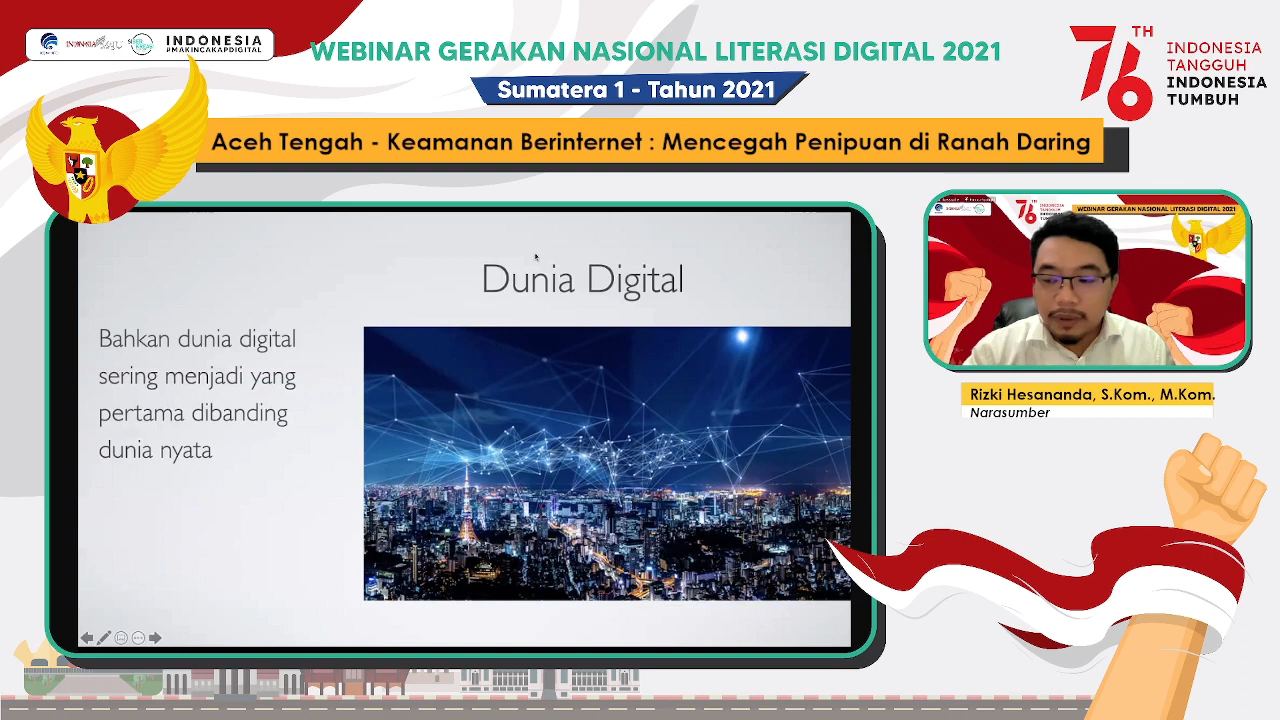 INDONESIA
#MAKINCAKAPDIGITAL
WEBINAR GERAKAN NASIONAL LITERASI DIGITAL 2021
Sumatera 1 - Tahun 2021
76TH
INDONESIA
TANGGUH
INDONESIA
TUMBUH
Aceh Tengah - Keamanan Berinternet : Mencegah Penipuan di Ranah Daring
Dunia Digital
Bahkan dunia digital
sering menjadi yang
pertama dibanding
dunia nyata
WEBINAR GERAKAN NASIONAL LITERASI DIGITAL 2021
Rizki Hesananda, S.Kom., M.Kom.
Narasumber